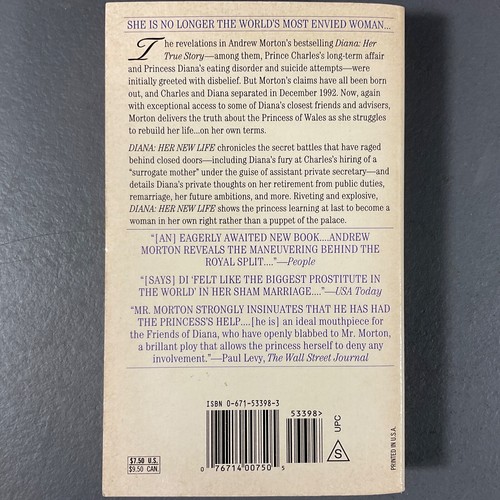 SHE IS NO LONGER THE WORLD'S MOST ENVIED WOMAN...
The revelations in Andrew Morton's bestselling Diana: Her
True Story—among them, Prince Charles's long-term affair
and Princess Diana's eating disorder and suicide attempts—were
initially greeted with disbelief. But Morton's claims have all been born
out, and Charles and Diana separated in December 1992. Now, again
with exceptional access to some of Diana's closest friends and advisers,
Morton delivers the truth about the Princess of Wales as she struggles
to rebuild her life...on her own terms.
DIANA: HER NEW LIFE chronicles the secret battles that have raged
behind closed doors—including Diana's fury at Charles's hiring of a
"surrogate mother" under the guise of assistant private secretary—and
details Diana's private thoughts on her retirement from public duties,
remarriage, her future ambitions, and more. Riveting and explosive,
DIANA: HER NEW LIFE shows the princess learning at last to become a
woman in her own right rather than a puppet of the palace.
"[AN] EAGERLY AWAITED NEW BOOK....ANDREW
MORTON REVEALS THE MANEUVERING BEHIND THE
ROYAL SPLIT...."—People
"[SAYS] DI 'FELT LIKE THE BIGGEST PROSTITUTE IN
THE WORLD' IN HER SHAM MARRIAGE...."—USA Today
"MR. MORTON STRONGLY INSINUATES THAT HE HAS HAD
THE PRINCESS'S HELP....[he is] an ideal mouthpiece for
the Friends of Diana, who have openly blabbed to Mr. Morton,
a brilliant ploy that allows the princess herself to deny any
involvement."—Paul Levy, The Wall Street Journal
ISBN 0-671-53398-3
53398>
UPC
S
$7.50 U.S.
$9.50 CAN.
0 76714 00750 5
PRINTED IN U.S.A.